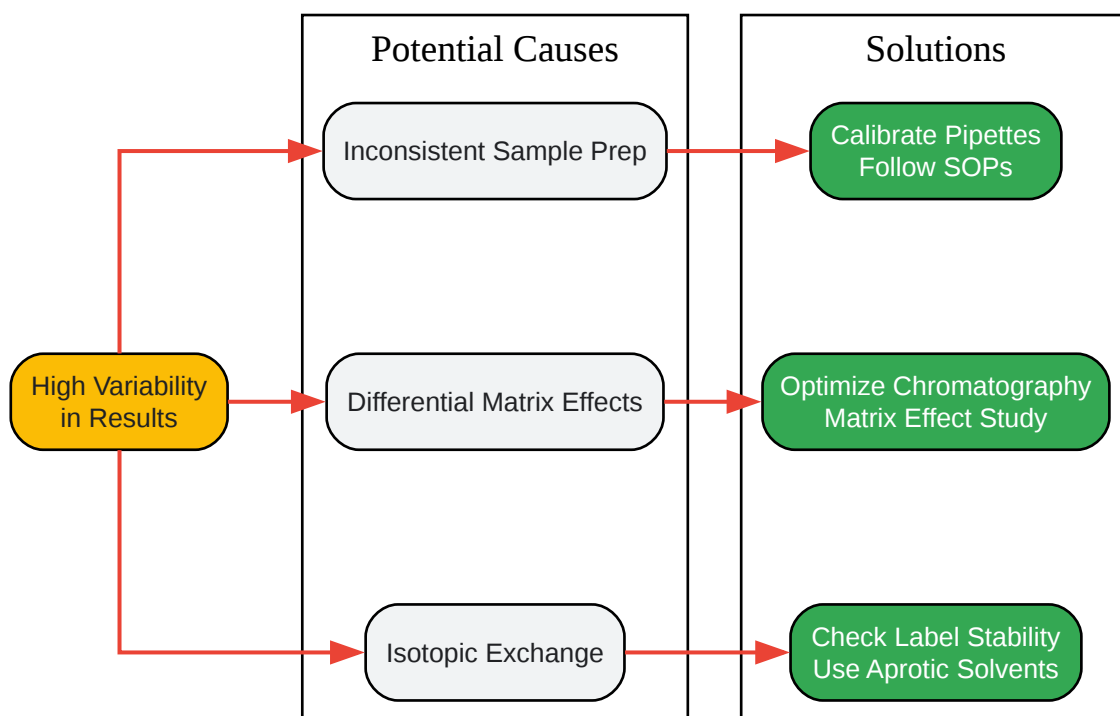 Potential Causes
Solutions
Inconsistent Sample Prep
Calibrate Pipettes
Follow SOPs
High Variability
in Results
Differential Matrix Effects
Optimize Chromatography
Matrix Effect Study
Isotopic Exchange
Check Label Stability
Use Aprotic Solvents